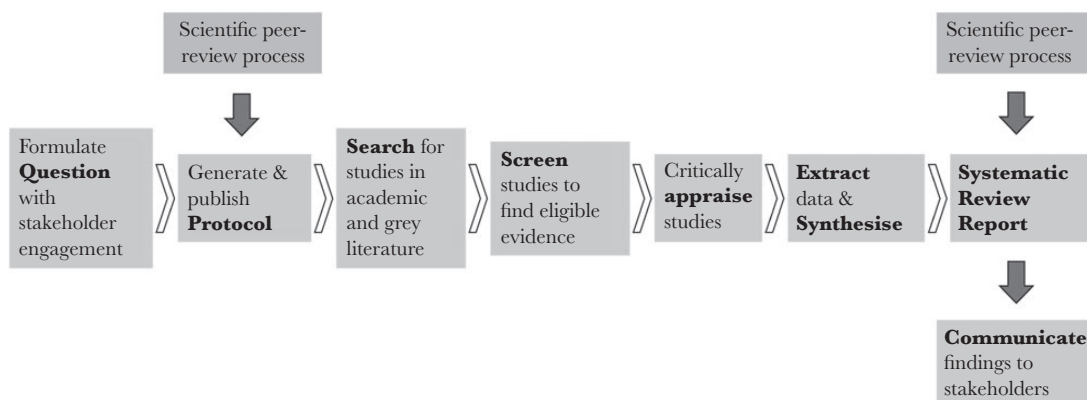 Scientific peer-
review process
Scientific peer-
review process
Formulate
Question
with
stakeholder
engagement
Generate &
publish
Protocol
Search for
studies in
academic
and grey
literature
Screen
studies to
find eligible
evidence
Critically
appraise
studies
Extract
data &
Synthesise
Systematic
Review
Report
Communicate
findings to
stakeholders